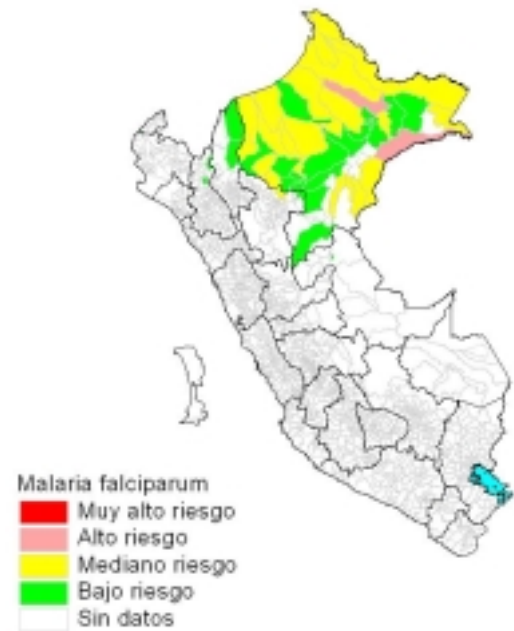 Malaria falciparum
Muy alto riesgo
Alto riesgo
Mediano riesgo
Bajo riesgo
Sin datos